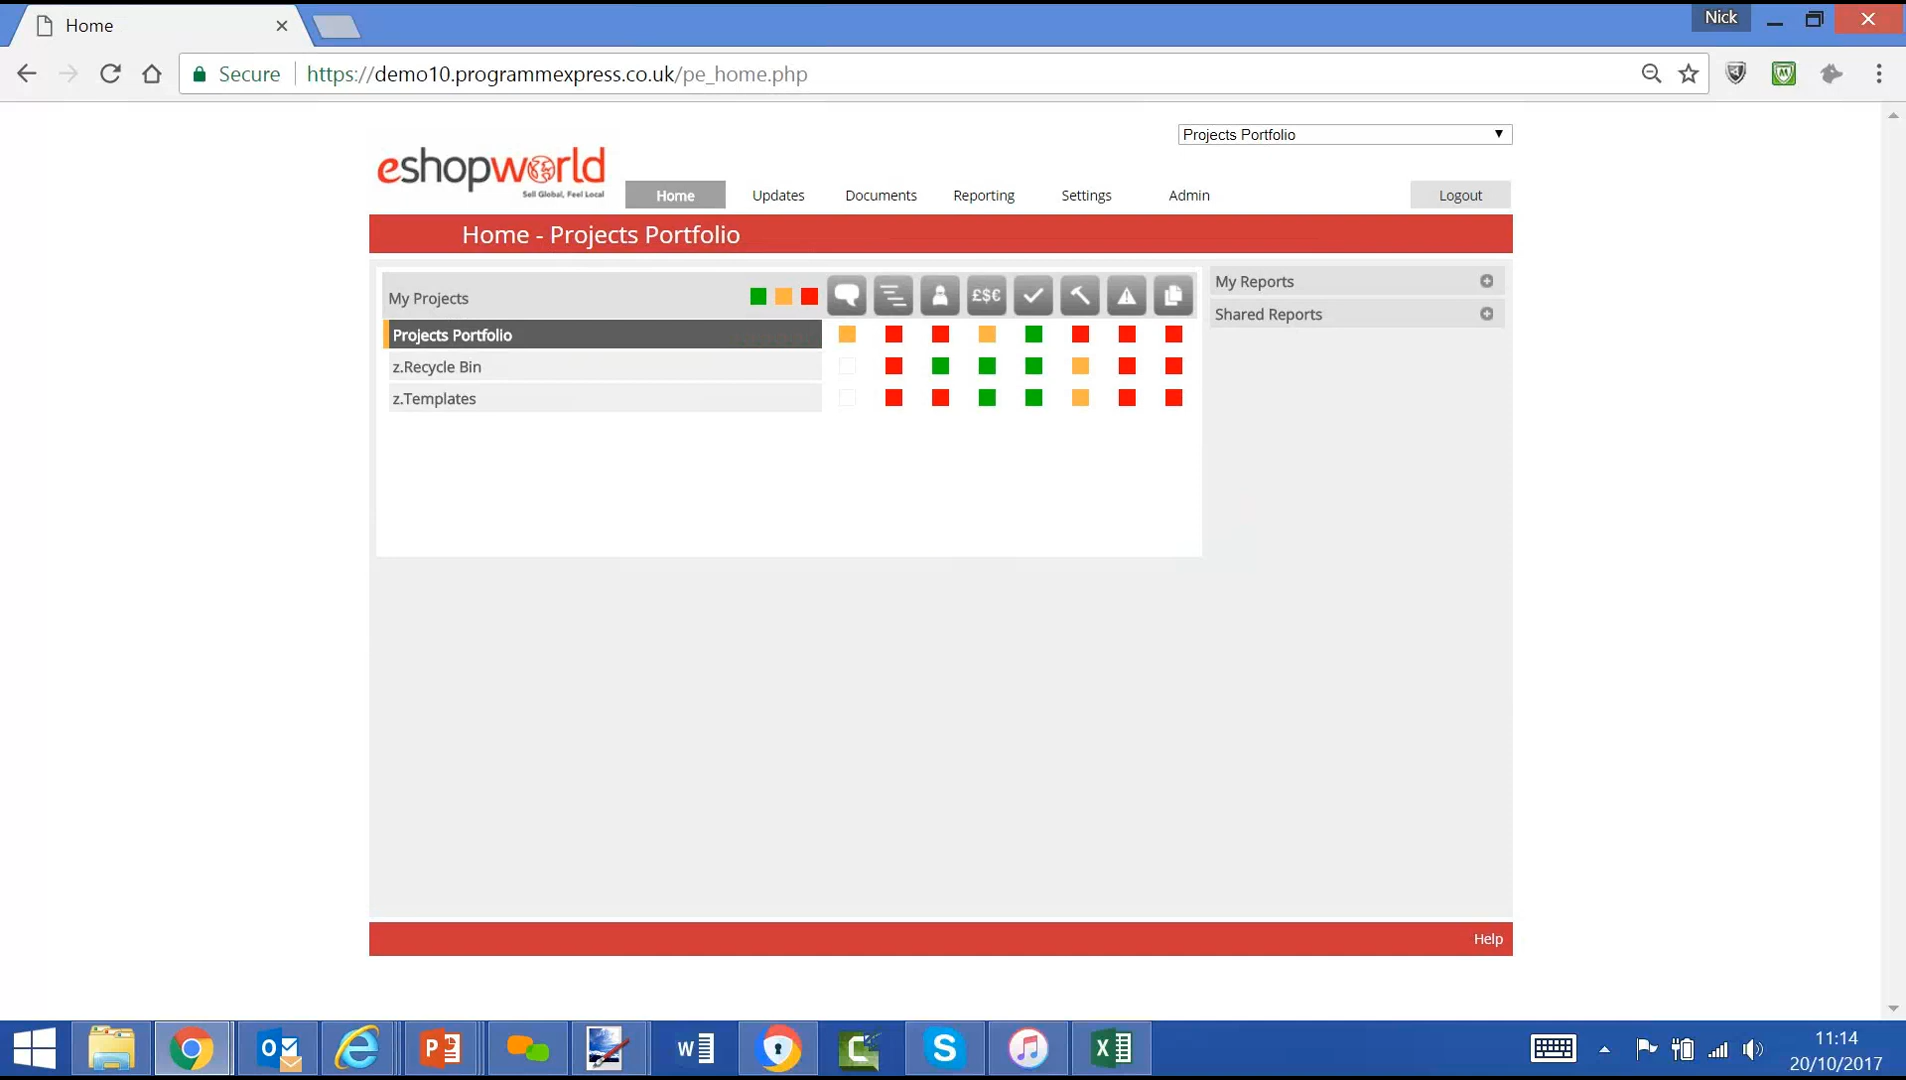 Home
Nick
Secure
https://demo10.programmexpress.co.uk/pe_home.php
Projects Portfolio
eshopworld
Sell Global, Feel Local
Home Updates Documents Reporting Settings Admin Logout
Home - Projects Portfolio
My Projects
£$€
My Reports
Projects Portfolio
Shared Reports
z.Recycle Bin
z.Templates
Help
11:14
20/10/2017